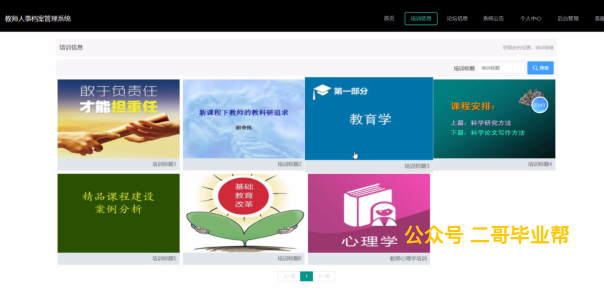 教师人事档案管理系统
首页 培训信息 论坛信息 系统公告 个人中心 后台管理 客服
培训信息
您现在的位置：培训信息
培训标题 培训标题 搜索
敢于负责任
才能担重任
培训标题1
新课程下教师的教科研追求
培训标题2
第一部分
教育学
培训标题3
课程安排：
上篇：科学研究方法
下篇：科学论文写作方法
培训标题4
精品课程建设
案例分析
培训标题5
基础
教育
改革
培训标题6
心理学
教师心理学培训
公众号 二哥毕业帮
上一页 1 下一页